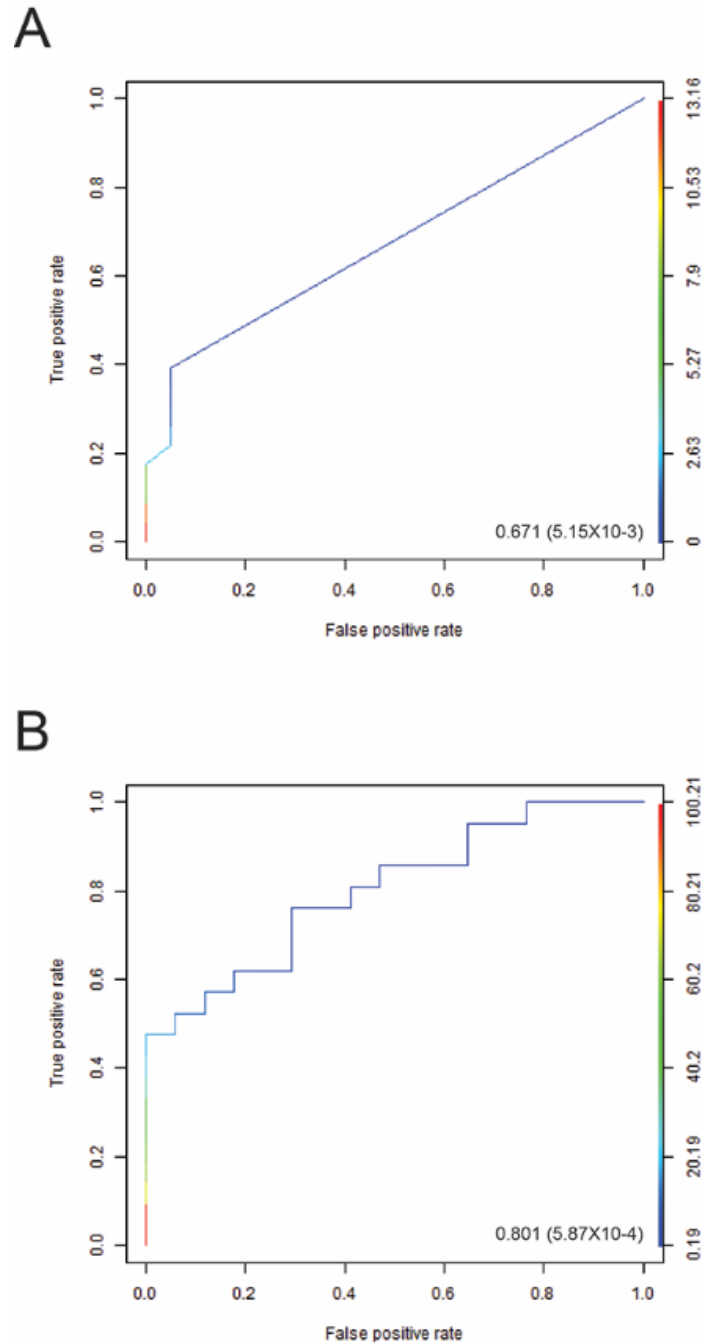 A
True positive rate
0.0 0.2 0.4 0.6 0.8 1.0
0 2.63 5.27 7.9 10.53 13.16
0.671 (5.15X10-3)
0.0 0.2 0.4 0.6 0.8 1.0
False positive rate
B
True positive rate
0.0 0.2 0.4 0.6 0.8 1.0
0.19 20.19 40.2 60.2 80.21 100.21
0.801 (5.87X10-4)
0.0 0.2 0.4 0.6 0.8 1.0
False positive rate